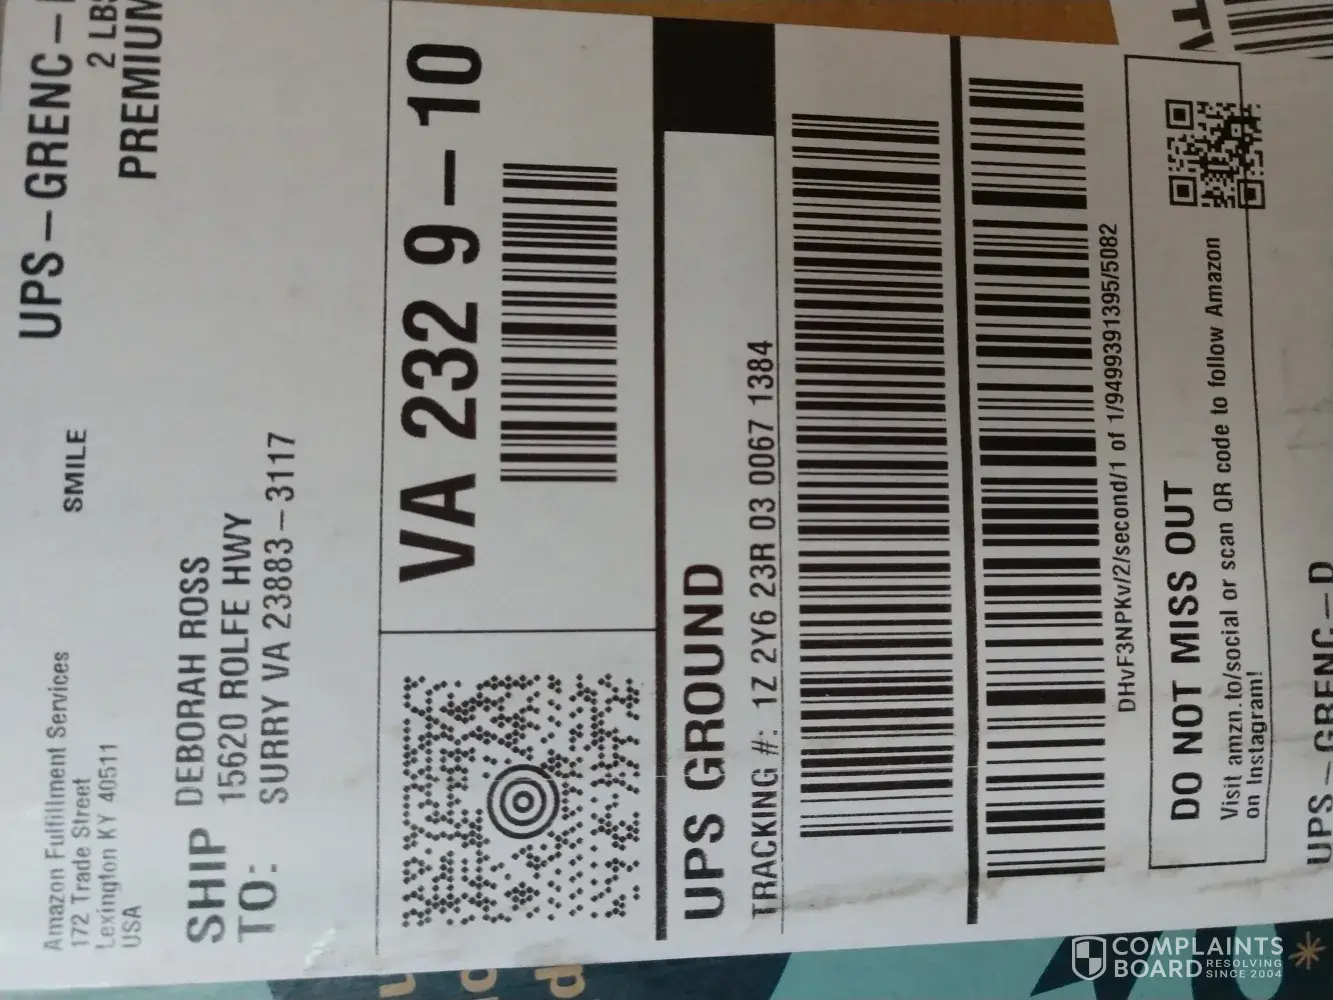 Amazon Fulfillment Services
172 Trade Street
Lexington KY 40511
USA
SMILE
UPS-GRENC-
2 LBS
PREMIUM
SHIP
TO:
DEBORAH ROSS
15620 ROLFE HWY
SURRY VA 23883-3117
VA 232 9-10
UPS GROUND
TRACKING #: 1Z 2Y6 23R 03 0067 1384
DHvF3NPKv/2/second/1 of 1/9499391395/5082
DO NOT MISS OUT
Visit amzn.to/social or scan QR code to follow Amazon
on Instagram!
UPS-GRENC-D
COMPLAINTS
BOARD
RESOLVING
SINCE 2004